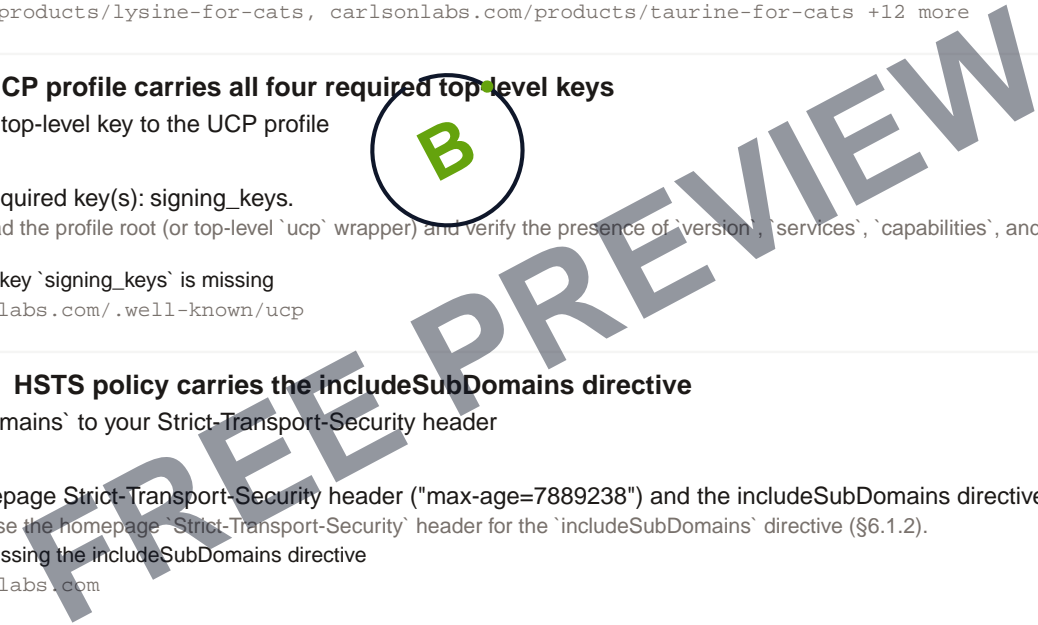 products/lysine-for-cats, carlsonlabs.com/products/taurine-for-cats +12 more
CP profile carries all four required top-level keys
top-level key to the UCP profile
B
quired key(s): signing_keys.
d the profile root (or top-level `ucp` wrapper) and verify the presence of `version`, `services`, `capabilities`, and
key `signing_keys` is missing
labs.com/.well-known/ucp
HSTS policy carries the includeSubDomains directive
mains` to your Strict-Transport-Security header
epage Strict-Transport-Security header ("max-age=7889238") and the includeSubDomains directive
se the homepage `Strict-Transport-Security` header for the `includeSubDomains` directive (§6.1.2).
ssing the includeSubDomains directive
labs.com
FREE PREVIEW